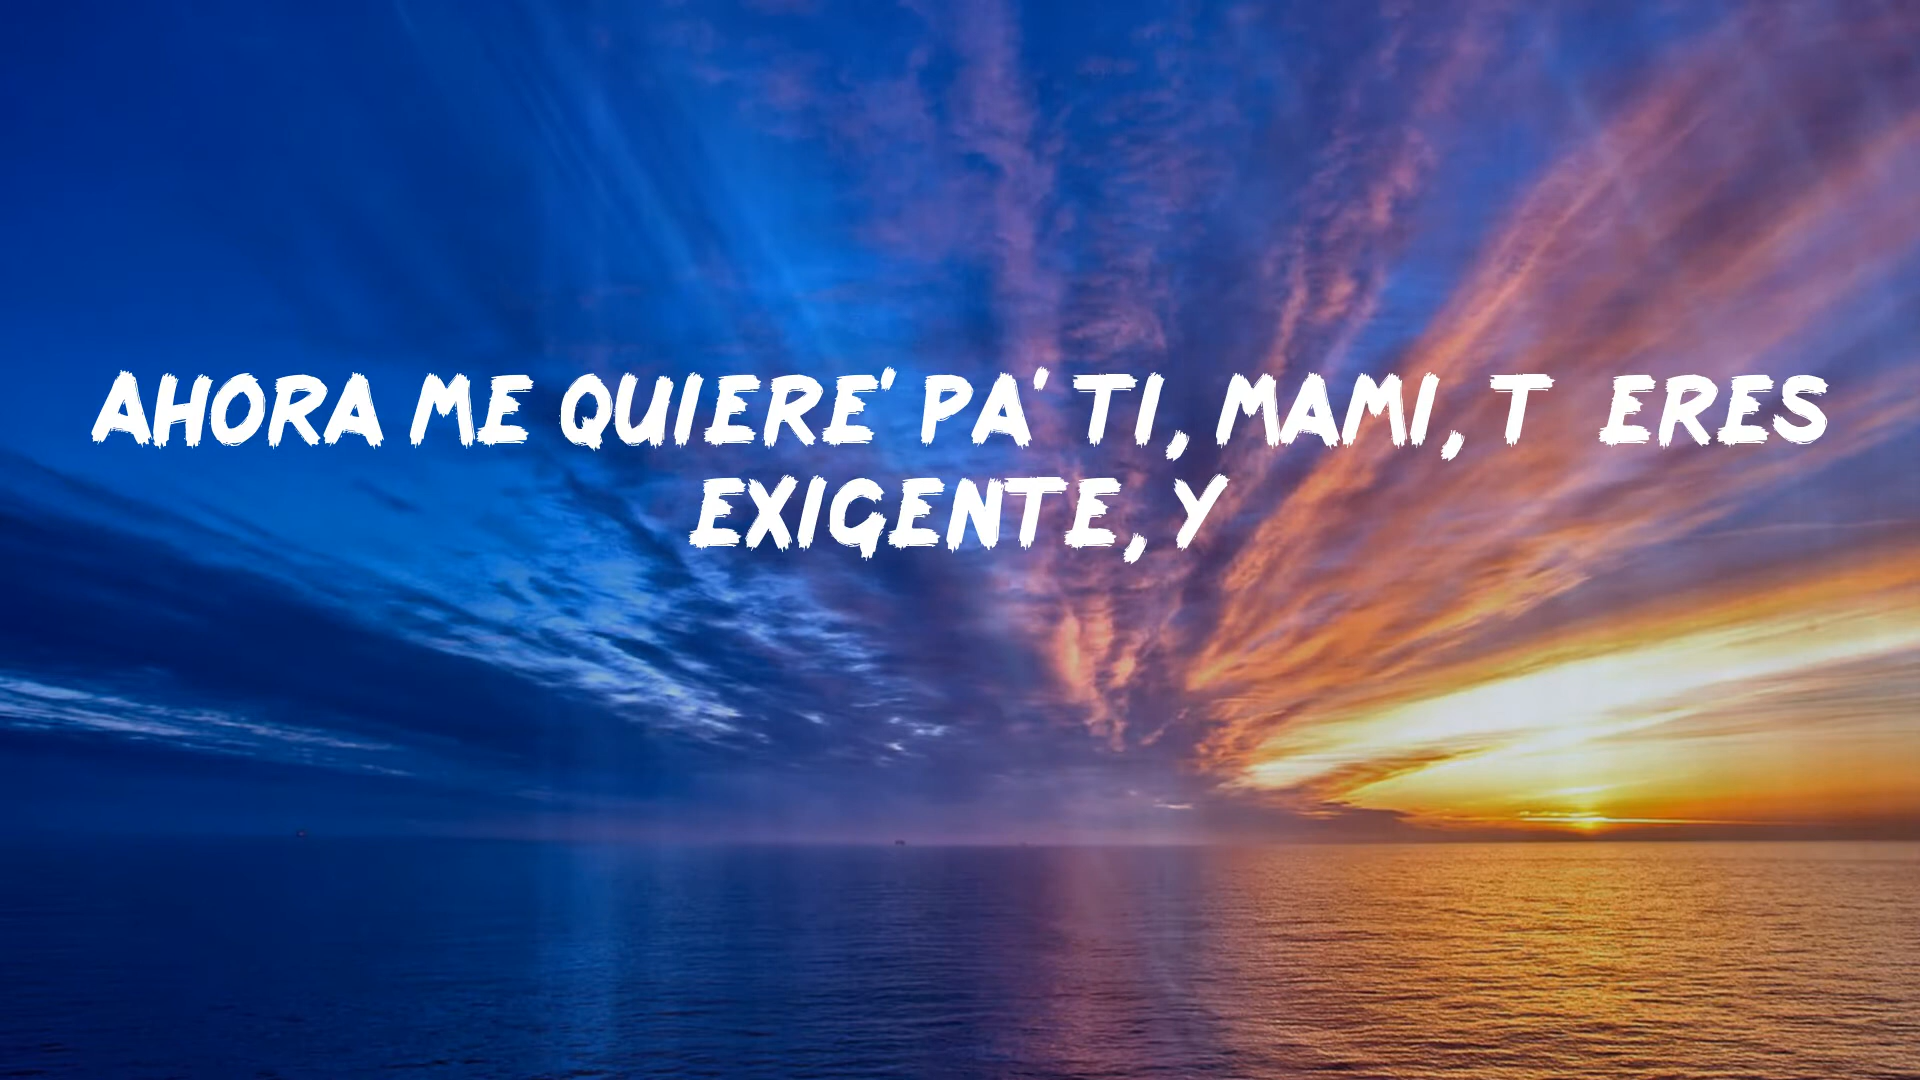 AHORA ME QUIERE' PA' TI, MAMI, T  ERES
EXIGENTE, Y